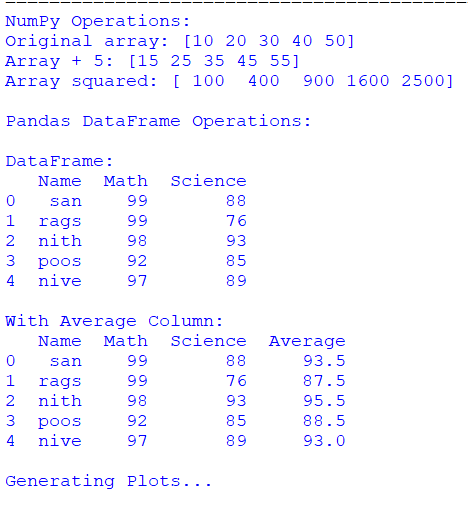 NumPy Operations:
Original array: [10 20 30 40 50]
Array + 5: [15 25 35 45 55]
Array squared: [ 100  400  900 1600 2500]
Pandas DataFrame Operations:
DataFrame:
   Name  Math  Science
0   san    99       88
1  rags    99       76
2  nith    98       93
3  poos    92       85
4  nive    97       89
With Average Column:
   Name  Math  Science  Average
0   san    99       88     93.5
1  rags    99       76     87.5
2  nith    98       93     95.5
3  poos    92       85     88.5
4  nive    97       89     93.0
Generating Plots...